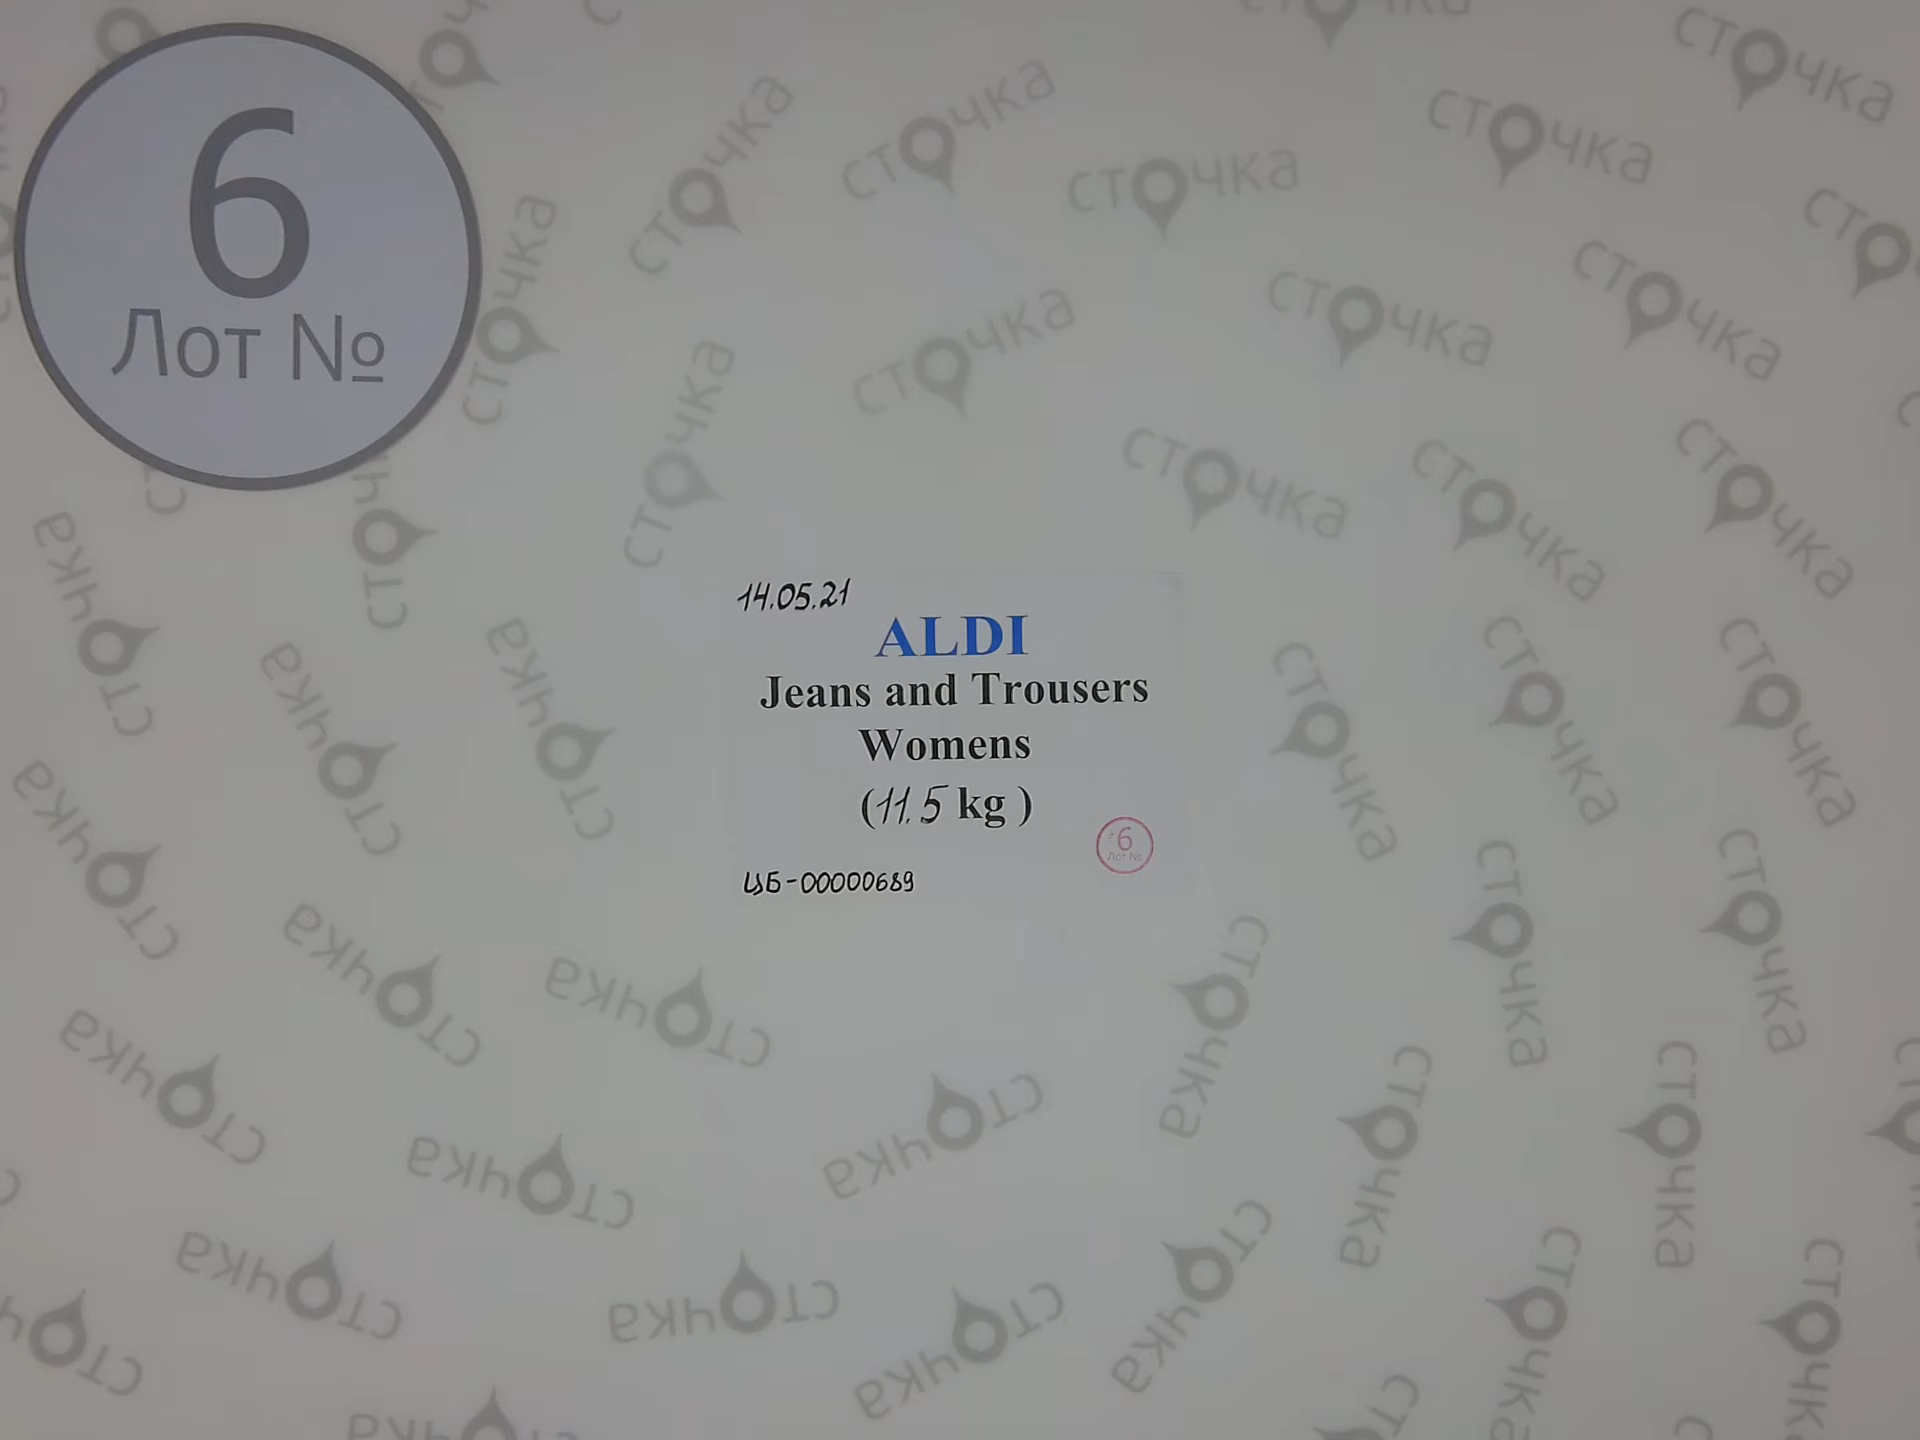 6
Лот №
14.05.21
ALDI
Jeans and Trousers
Womens
(11.5 kg )
6
Лот №
ЦБ-00000689
сточка